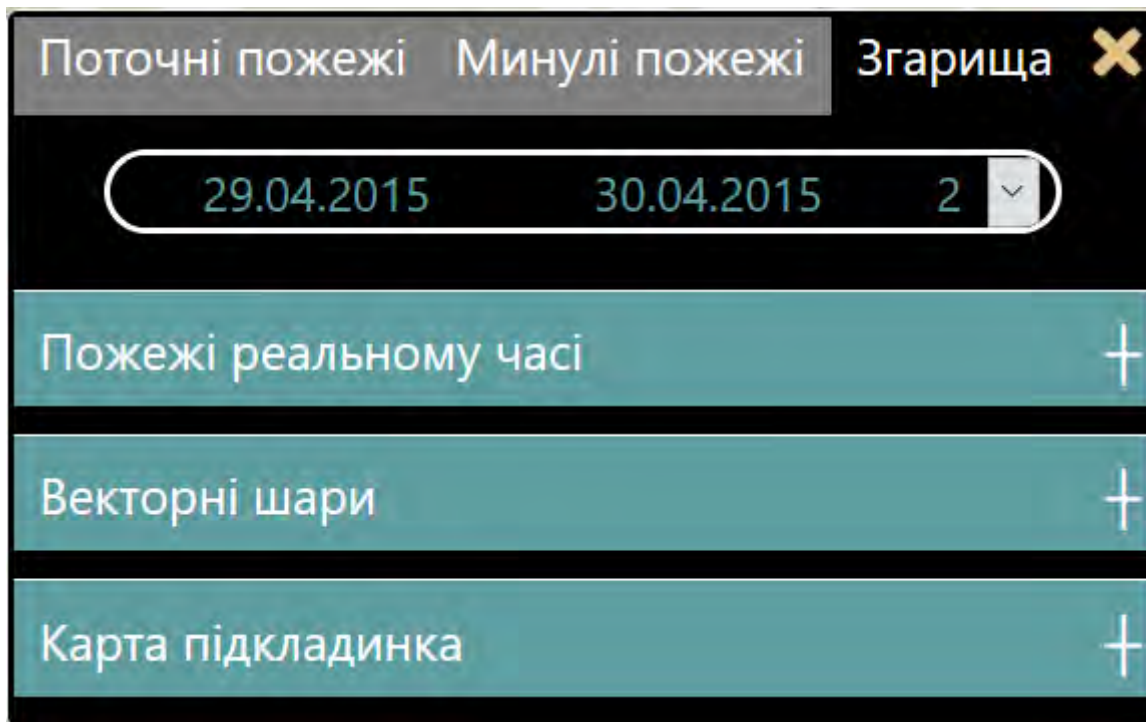 Поточні пожежі Минулі пожежі Згарища
29.04.2015 30.04.2015 2
Пожежі реальному часі
Векторні шари
Карта підкладинка